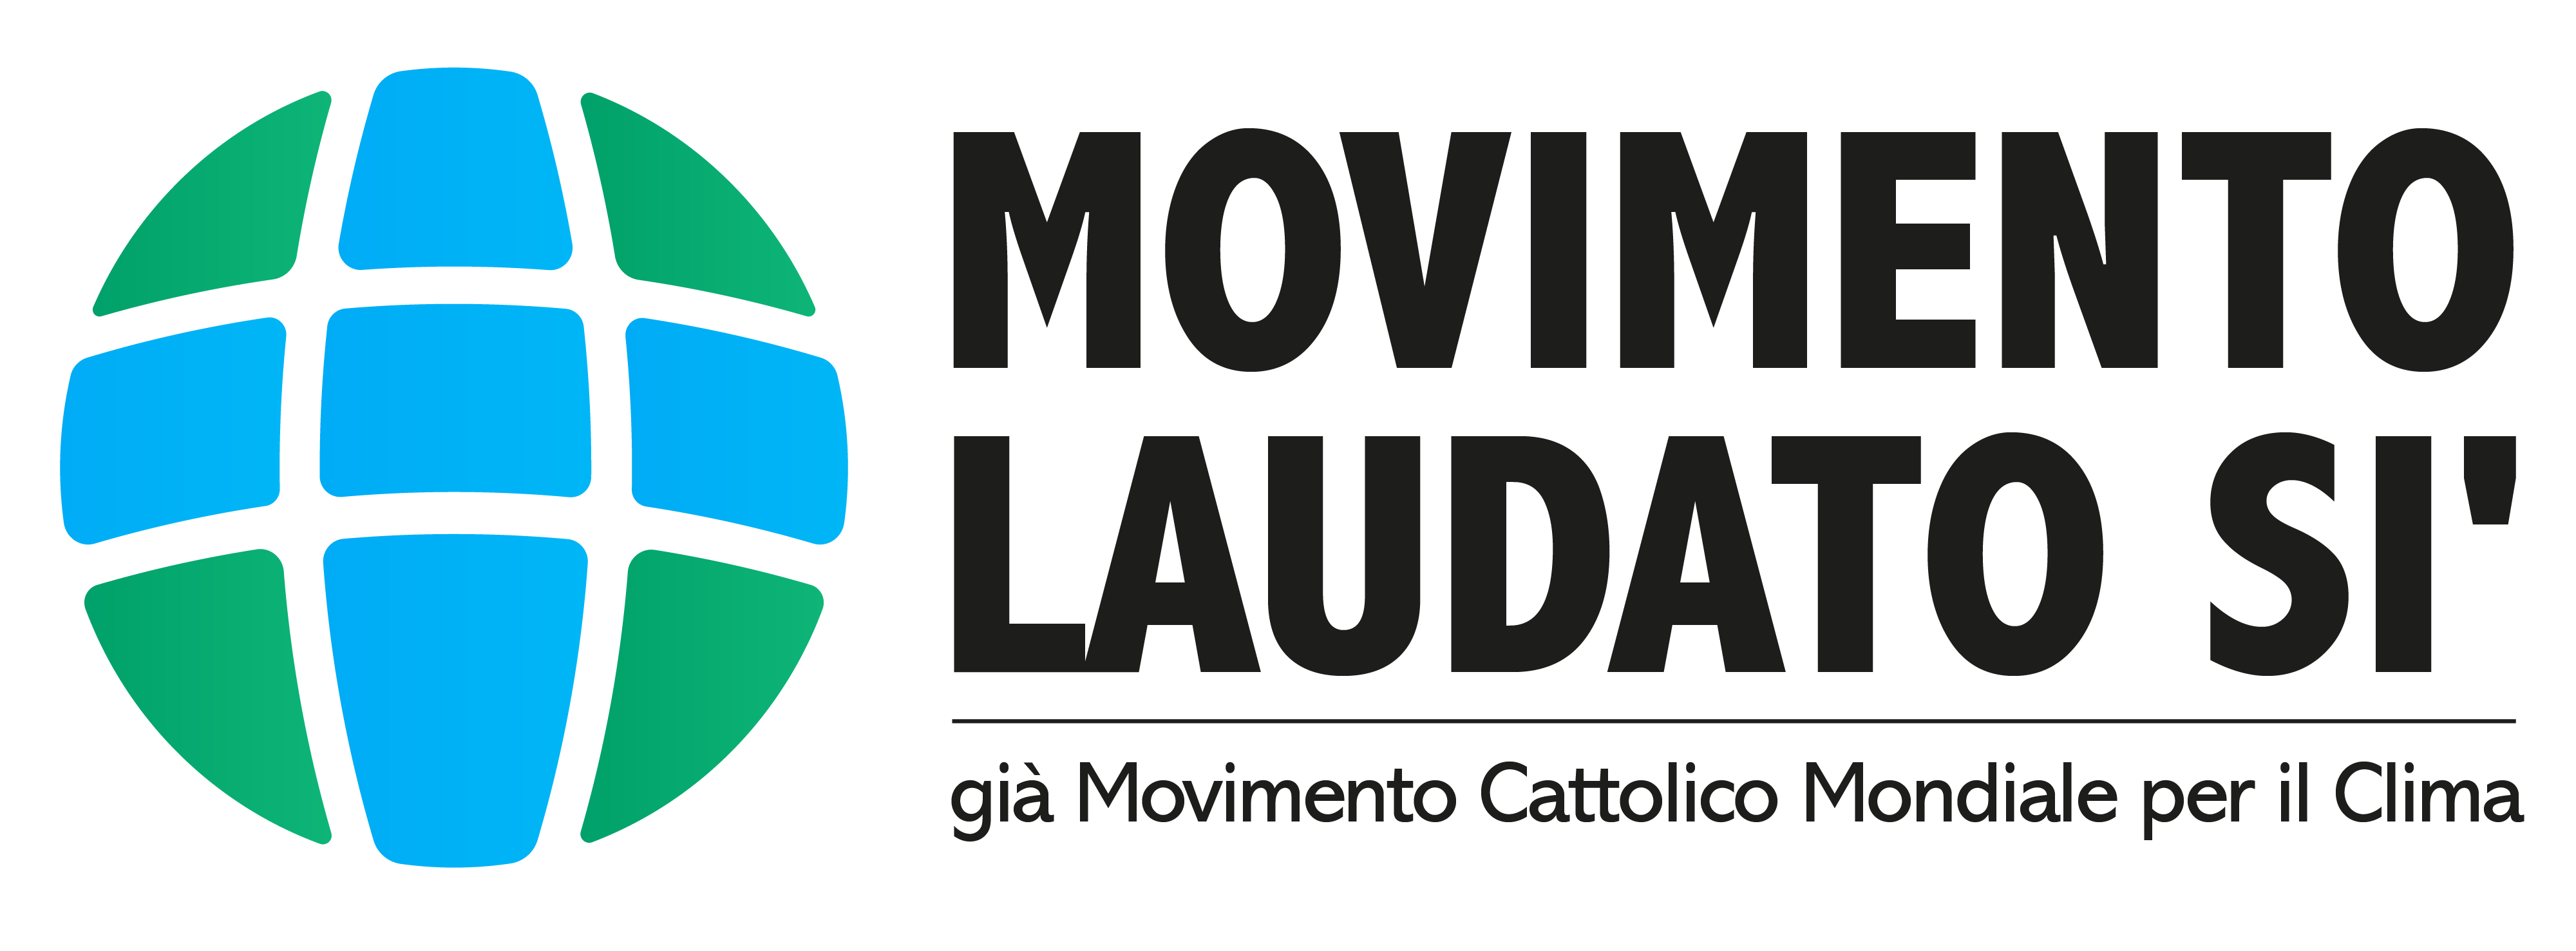 MOVIMENTO
LAUDATO SI'
già Movimento Cattolico Mondiale per il Clima